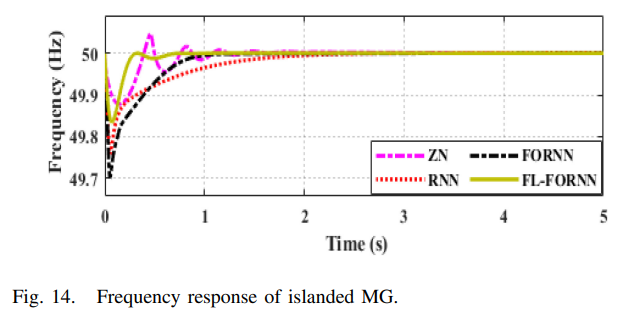 Frequency (Hz)
50
49.9
49.8
49.7
ZN
FORNN
RNN
FL-FORNN
0
1
2
3
4
5
Time (s)
Fig. 14. Frequency response of islanded MG.